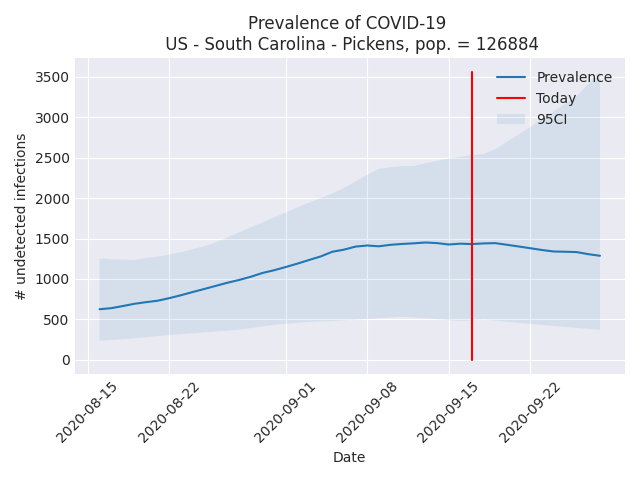 Prevalence of COVID-19
US - South Carolina - Pickens, pop. = 126884
# undetected infections
3500
3000
2500
2000
1500
1000
500
0
Prevalence
Today
95CI
2020-08-15
2020-08-22
2020-09-01
2020-09-08
2020-09-15
2020-09-22
Date